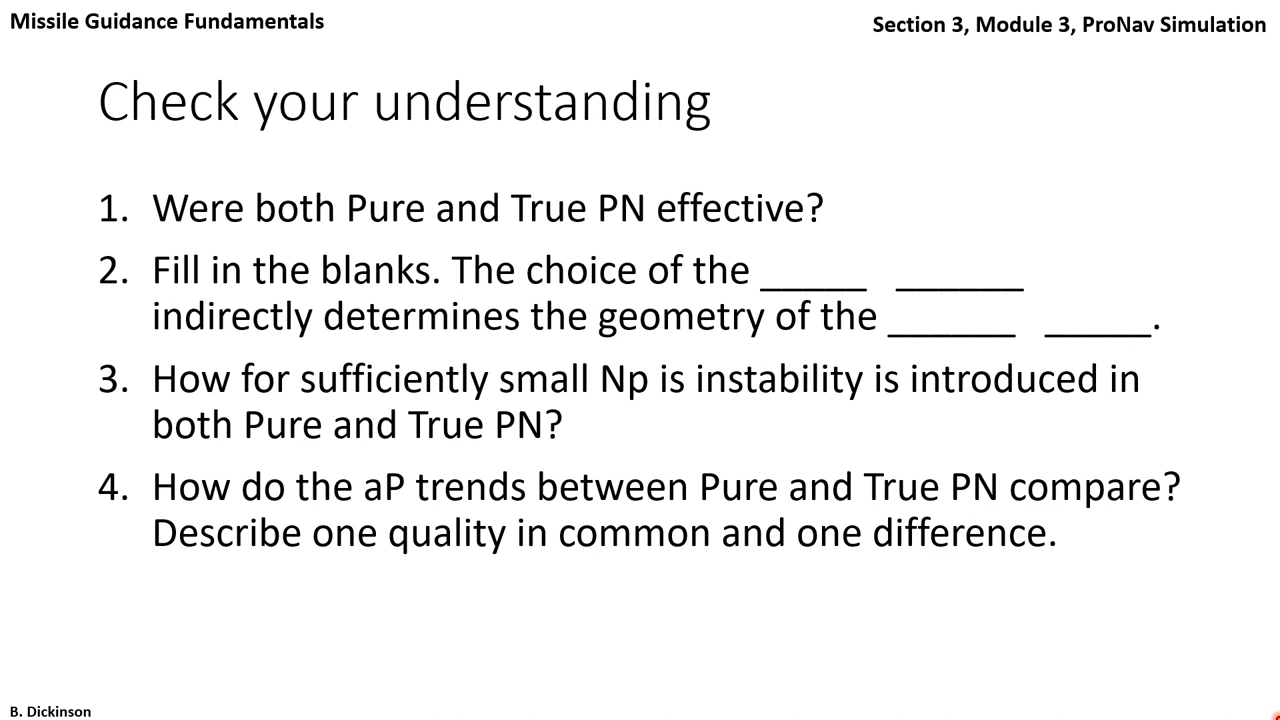 Missile Guidance Fundamentals
Section 3, Module 3, ProNav Simulation
Check your understanding
1. Were both Pure and True PN effective?
2. Fill in the blanks. The choice of the _____ ______
indirectly determines the geometry of the ______ _____.
3. How for sufficiently small Np is instability is introduced in
both Pure and True PN?
4. How do the aP trends between Pure and True PN compare?
Describe one quality in common and one difference.
B. Dickinson